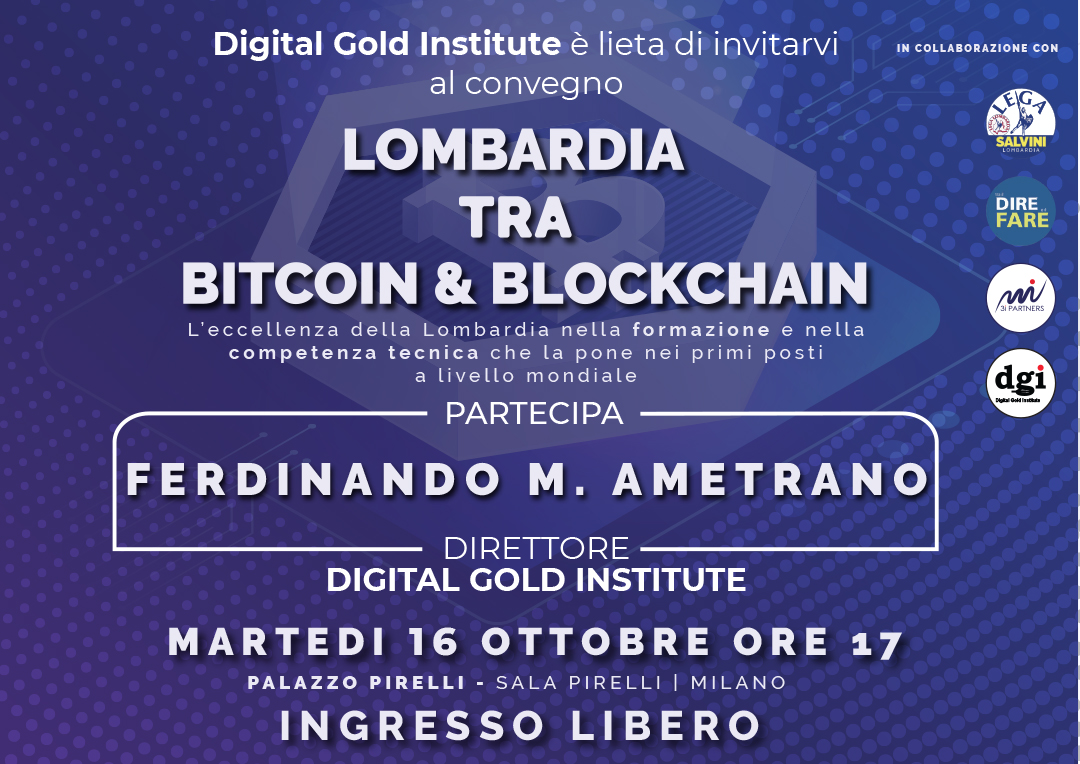 Digital Gold Institute è lieta di invitarvi
al convegno
IN COLLABORAZIONE CON
LOMBARDIA
TRA
BITCOIN & BLOCKCHAIN
L'eccellenza della Lombardia nella formazione e nella
competenza tecnica che la pone nei primi posti
a livello mondiale
LEGA
SALVINI
LOMBARDIA
DIRE
FARE
3i PARTNERS
dgi
Digital Gold Institute
PARTECIPA
FERDINANDO M. AMETRANO
DIRETTORE
DIGITAL GOLD INSTITUTE
MARTEDI 16 OTTOBRE ORE 17
PALAZZO PIRELLI - SALA PIRELLI | MILANO
INGRESSO LIBERO